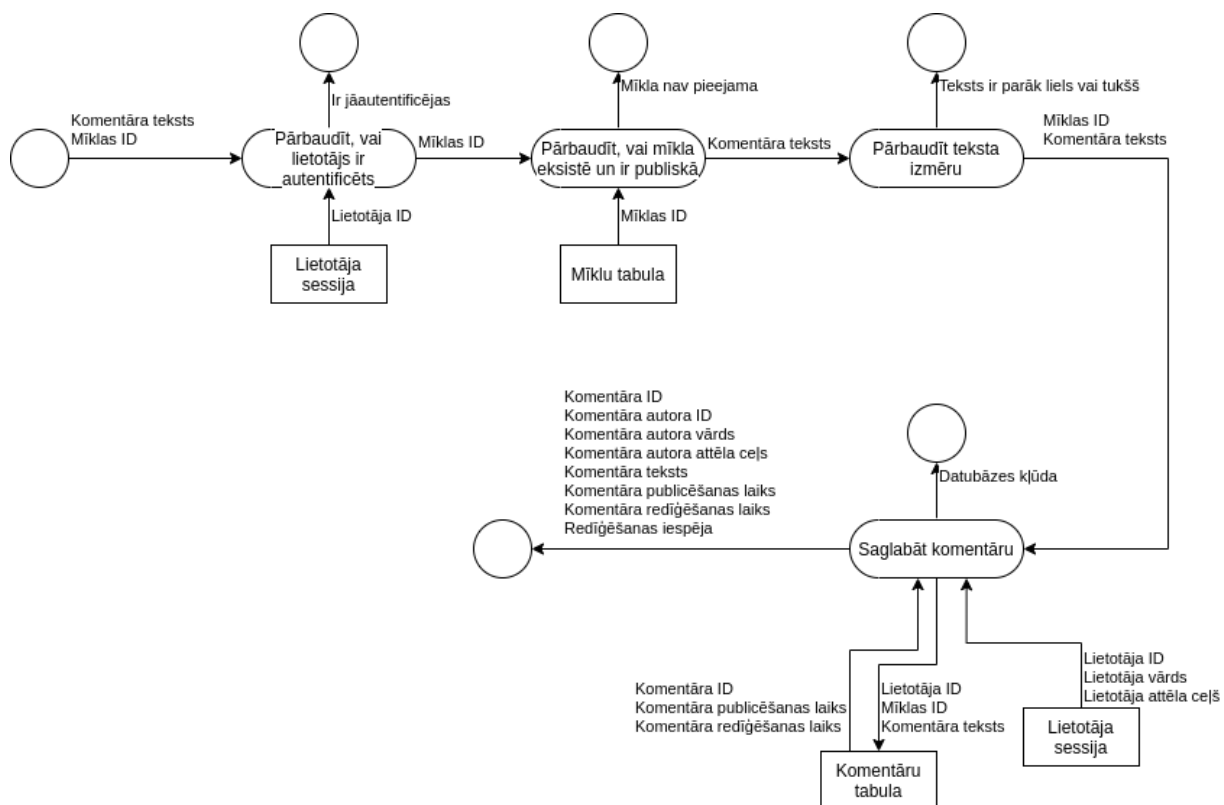 Komentāra teksts
Mīklas ID
Ir jāautentificējas
Pārbaudīt, vai
lietotājs ir
autentificēts
Lietotāja ID
Lietotāja
sessija
Mīklas ID
Mīkla nav pieejama
Pārbaudīt, vai mīkla
eksistē un ir publiskā
Mīklas ID
Mīklu tabula
Komentāra teksts
Teksts ir parāk liels vai tukšš
Pārbaudīt teksta
izmēru
Mīklas ID
Komentāra teksts
Komentāra ID
Komentāra autora ID
Komentāra autora vārds
Komentāra autora attēla ceļs
Komentāra teksts
Komentāra publicēšanas laiks
Komentāra redīģēšanas laiks
Redīģēšanas iespēja
Datubāzes kļūda
Saglabāt komentāru
Komentāra ID
Komentāra publicēšanas laiks
Komentāra redīģēšanas laiks
Lietotāja ID
Mīklas ID
Komentāra teksts
Komentāru
tabula
Lietotāja ID
Lietotāja vārds
Lietotāja attēla ceļš
Lietotāja
sessija